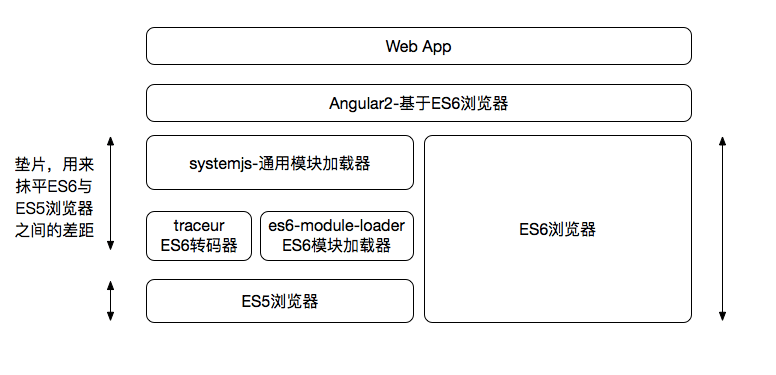 Web App
Angular2-基于ES6浏览器
垫片，用来
抹平ES6与
ES5浏览器
之间的差距
systemjs-通用模块加载器
traceur
ES6转码器
es6-module-loader
ES6模块加载器
ES5浏览器
ES6浏览器